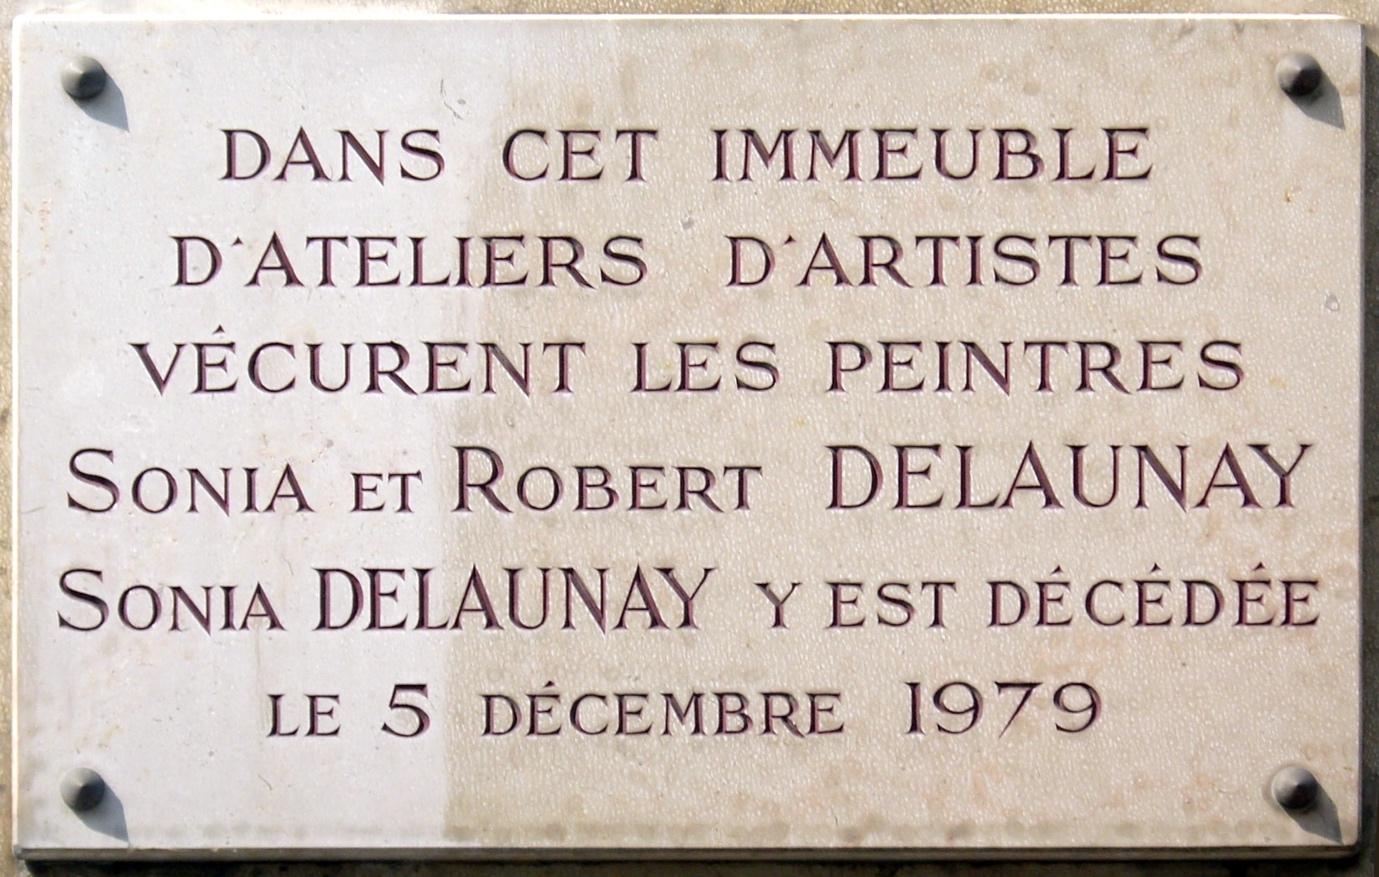 DANS CET IMMEUBLE
D'ATELIERS D'ARTISTES
VÉCURENT LES PEINTRES
SONIA ET ROBERT DELAUNAY
SONIA DELAUNAY Y EST DÉCÉDÉE
LE 5 DÉCEMBRE 1979